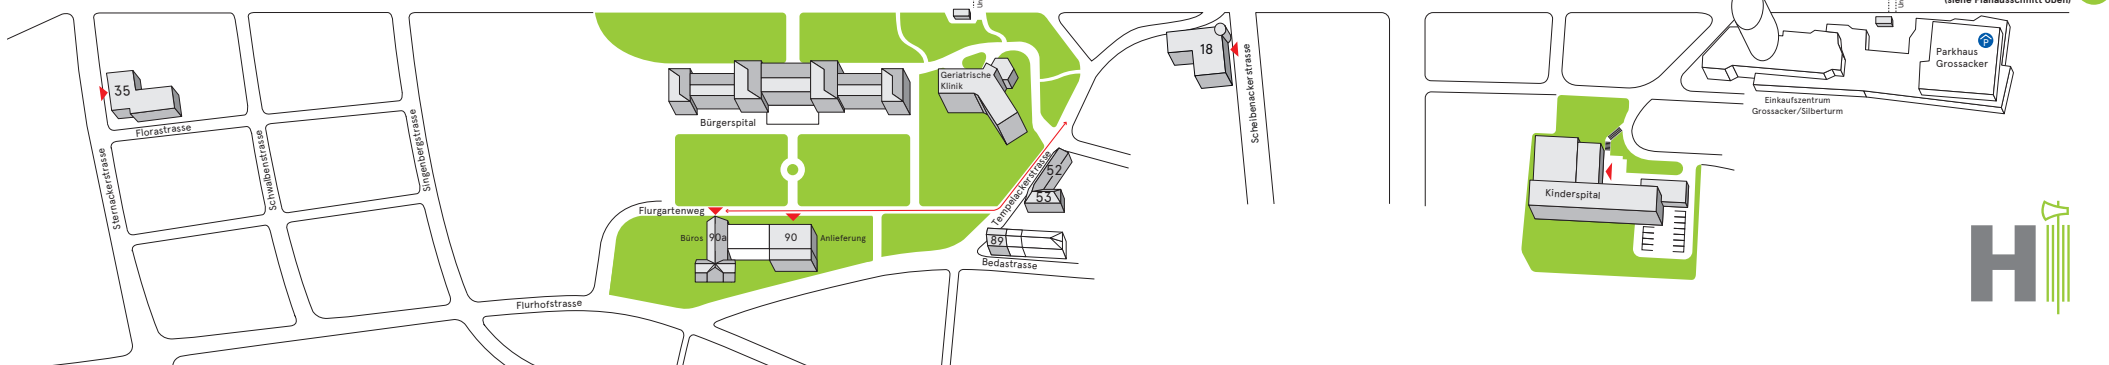 (siehe Planausschnitt oben)
18
Scheibenackerstrasse
P
Parkhaus
Grossacker
35
Geriatrische
Klinik
Einkaufszentrum
Grossacker/Silberturm
Florastrasse
Bürgerspital
Sternackerstrasse
Schwalbenstrasse
Singenbergstrasse
52
53
Tempelackerstrasse
Kinderspital
Flurgartenweg
Büros
90a
90
Anlieferung
89
Bedastrasse
Flurhofstrasse
H